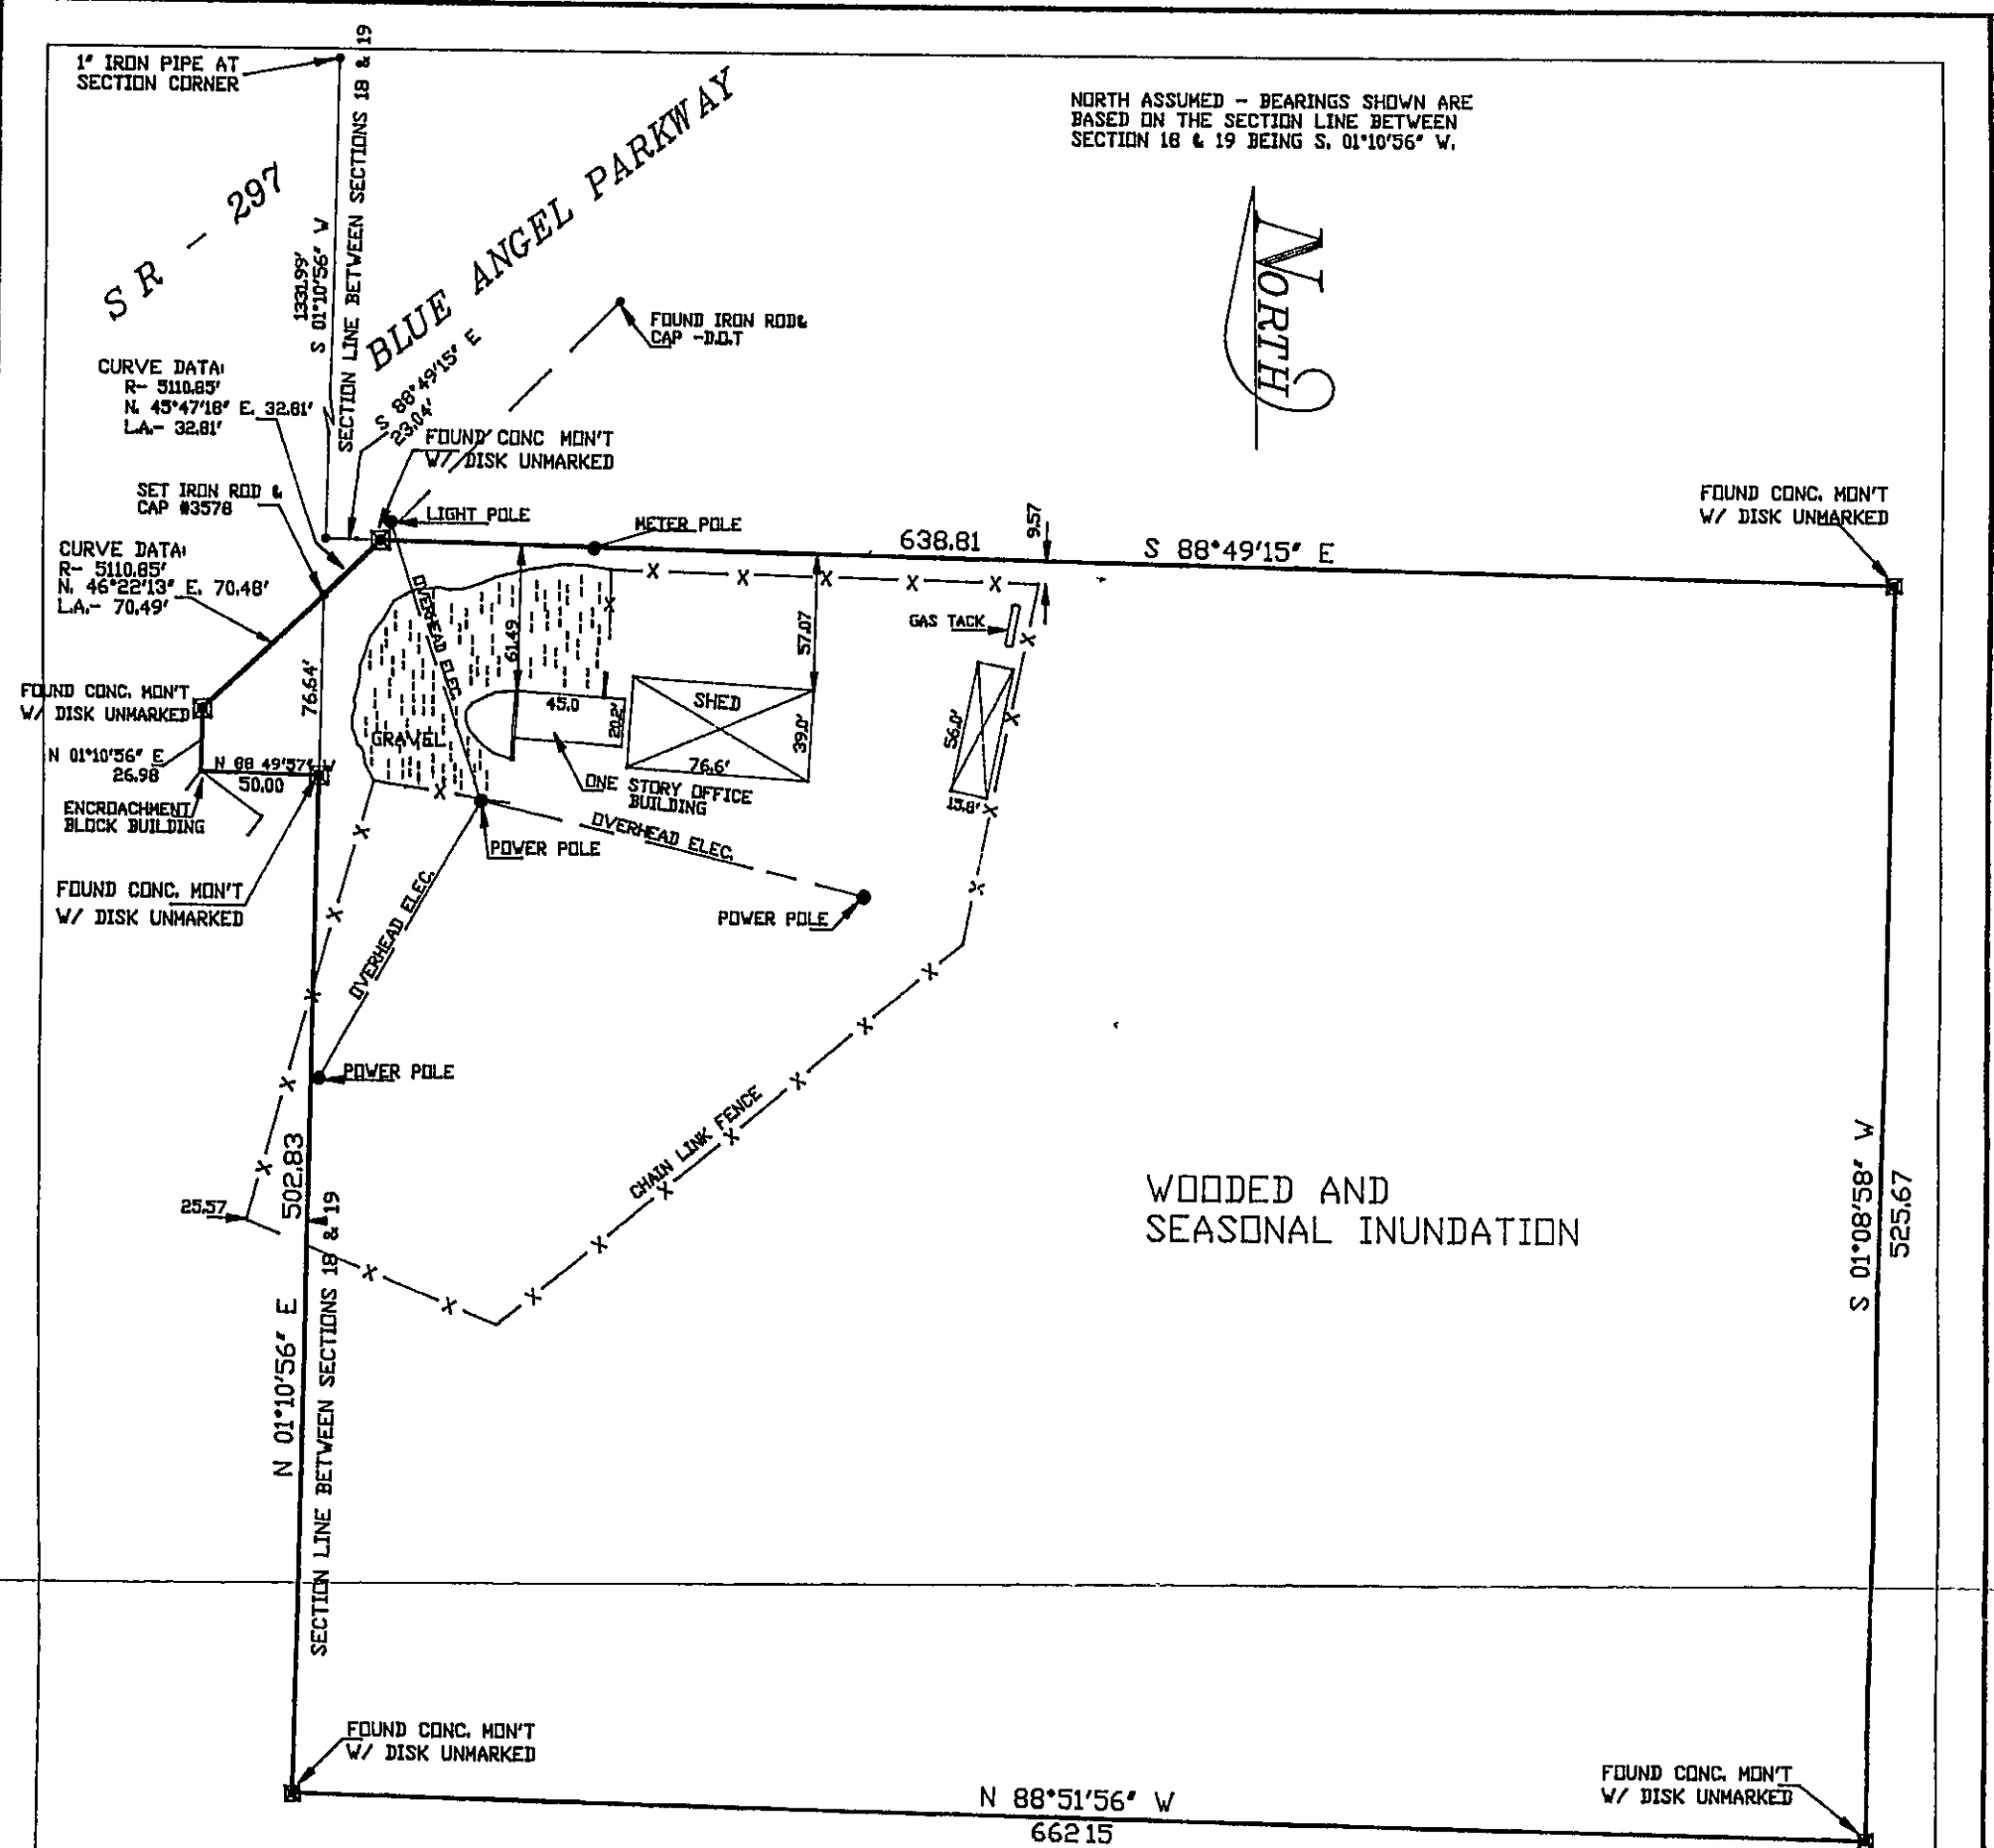 1" IRON PIPE AT
SECTION CORNER
SECTION LINE BETWEEN SECTIONS 18 & 19
1331.99'
S 01°10'56" W
SR - 297
BLUE ANGEL PARKWAY
NORTH ASSUMED - BEARINGS SHOWN ARE
BASED ON THE SECTION LINE BETWEEN
SECTION 18 & 19 BEING S. 01°10'56" W.
NORTH
FOUND IRON ROD&
CAP -D.O.T
CURVE DATA:
R- 5110.85'
N. 45°47'18" E. 32.81'
L.A.- 32.81'
S 88°49'15" E
23.04'
FOUND CONC MON'T
W/ DISK UNMARKED
SET IRON ROD &
CAP #3578
LIGHT POLE
METER POLE
638.81
9.57
S 88°49'15" E
FOUND CONC. MON'T
W/ DISK UNMARKED
CURVE DATA:
R- 5110.85'
N. 46°22'13" E. 70.48'
L.A.- 70.49'
OVERHEAD ELEC.
61.49
57.07
GAS TACK
FOUND CONC. MON'T
W/ DISK UNMARKED
76.64'
45.0
20.2'
SHED
39.0'
76.6'
56.0'
15.8'
GRAVEL
N 01°10'56" E
26.98
N 88 49'57" W
50.00
ENCROACHMENT
BLOCK BUILDING
ONE STORY OFFICE
BUILDING
OVERHEAD ELEC.
POWER POLE
POWER POLE
FOUND CONC. MON'T
W/ DISK UNMARKED
OVERHEAD ELEC.
POWER POLE
CHAIN LINK FENCE
25.57
502.83
N 01°10'56" E
SECTION LINE BETWEEN SECTIONS 18 & 19
WOODED AND
SEASONAL INUNDATION
S 01°08'58" W
525.67
FOUND CONC. MON'T
W/ DISK UNMARKED
N 88°51'56" W
662 15
FOUND CONC. MON'T
W/ DISK UNMARKED